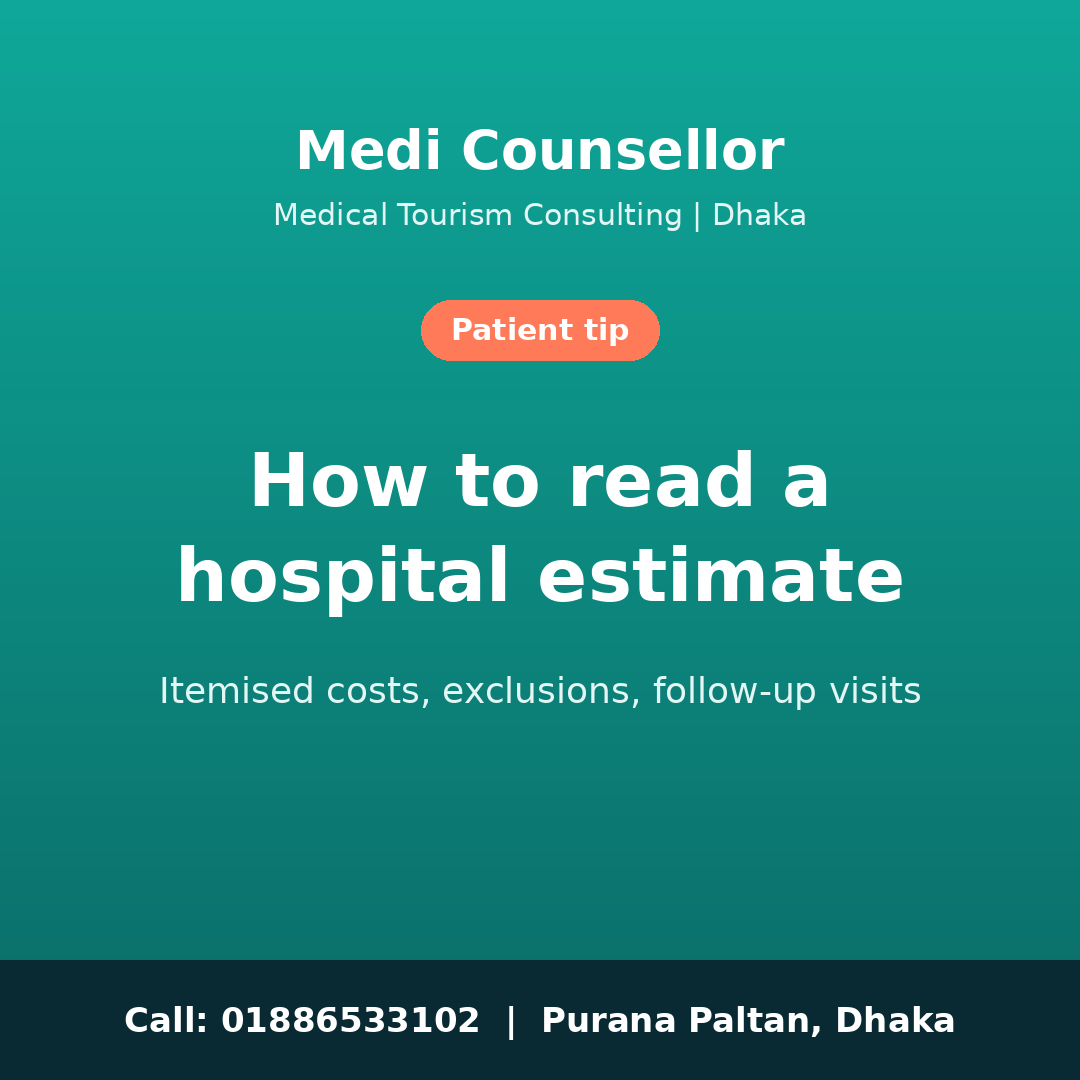 Medi Counsellor
Medical Tourism Consulting | Dhaka
Patient tip
How to read a
hospital estimate
Itemised costs, exclusions, follow-up visits
Call: 01886533102 | Purana Paltan, Dhaka